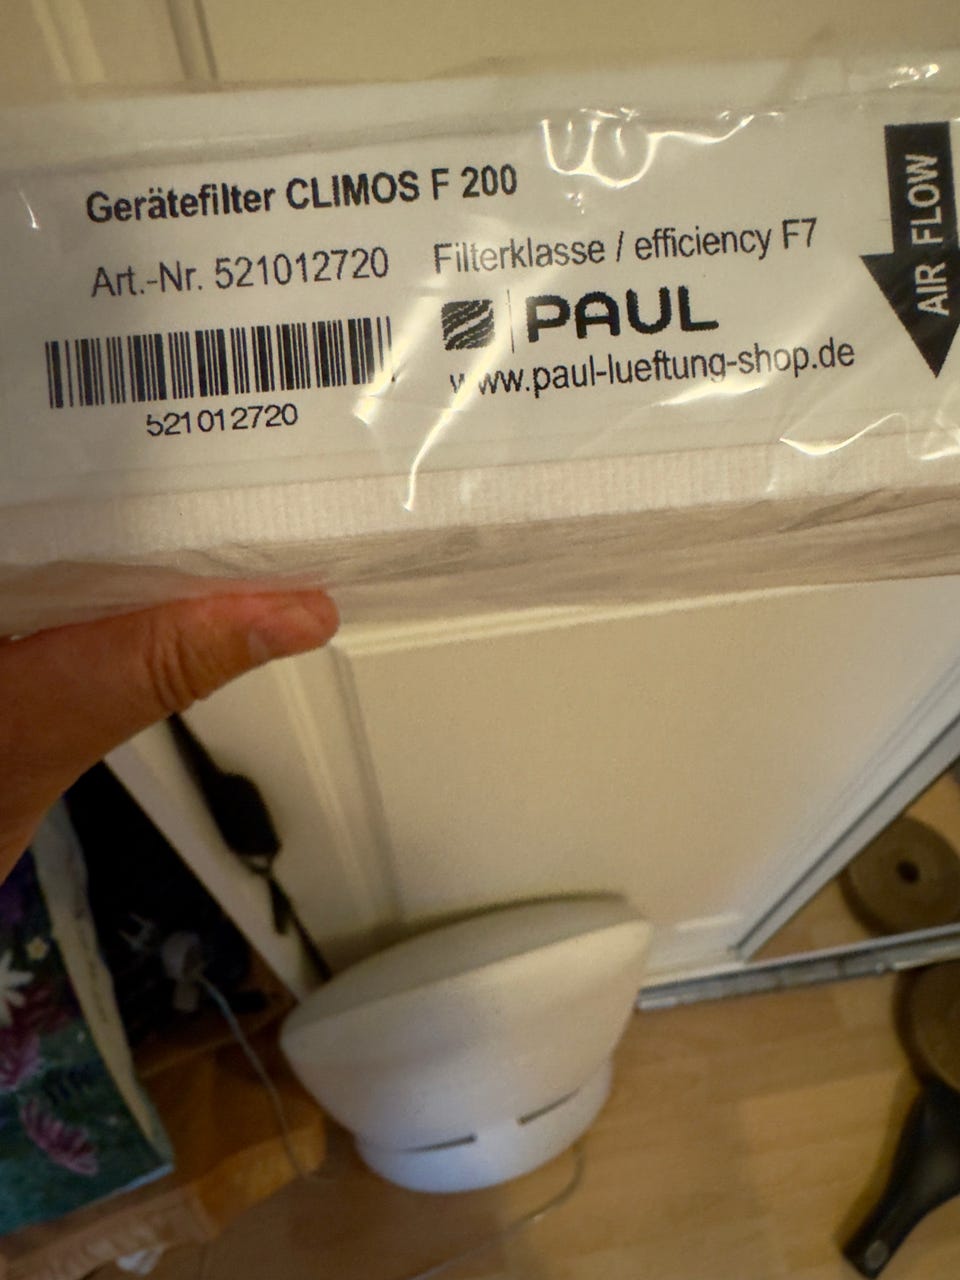 Gerätefilter CLIMOS F 200
Art.-Nr. 521012720
Filterklasse / efficiency F7
PAUL
www.paul-lueftung-shop.de
521012720
AIR FLOW